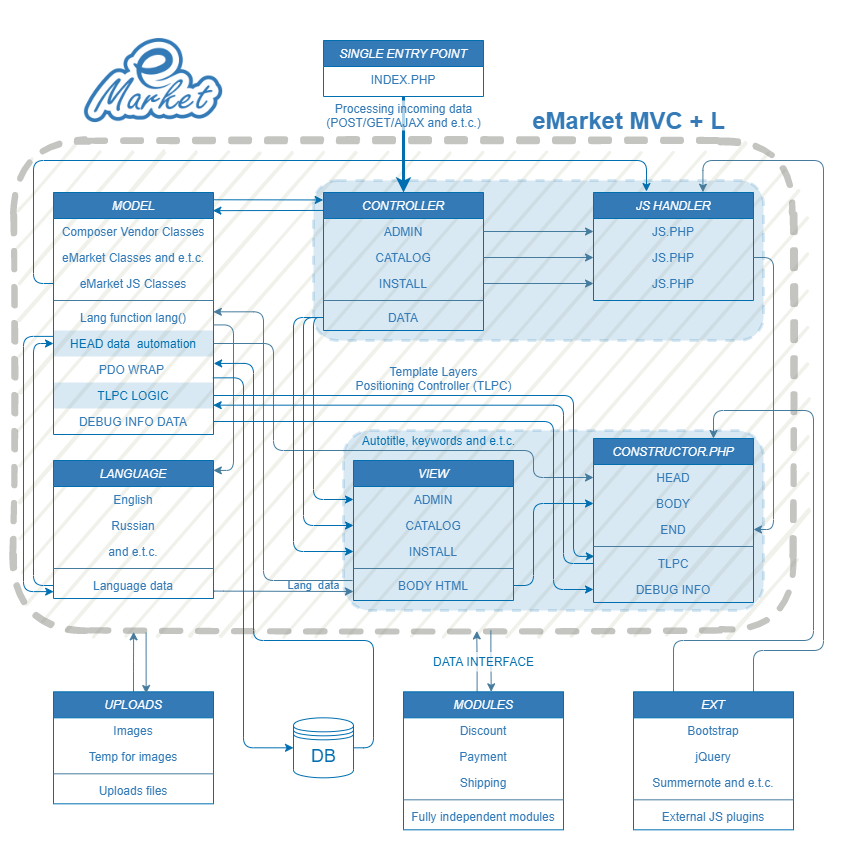 e
Market
SINGLE ENTRY POINT
INDEX.PHP
Processing incoming data
(POST/GET/AJAX and e.t.c.)
eMarket MVC + L
MODEL
Composer Vendor Classes
eMarket Classes and e.t.c.
eMarket JS Classes
Lang function lang()
HEAD data  automation
PDO WRAP
TLPC LOGIC
DEBUG INFO DATA
CONTROLLER
ADMIN
CATALOG
INSTALL
DATA
JS HANDLER
JS.PHP
JS.PHP
JS.PHP
Template Layers
Positioning Controller (TLPC)
Autotitle, keywords and e.t.c.
LANGUAGE
English
Russian
and e.t.c.
Language data
Lang  data
VIEW
ADMIN
CATALOG
INSTALL
BODY HTML
CONSTRUCTOR.PHP
HEAD
BODY
END
TLPC
DEBUG INFO
DATA INTERFACE
UPLOADS
Images
Temp for images
Uploads files
DB
MODULES
Discount
Payment
Shipping
Fully independent modules
EXT
Bootstrap
jQuery
Summernote and e.t.c.
External JS plugins